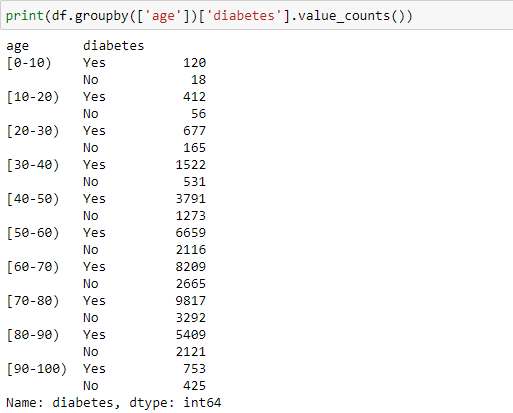 print(df.groupby(['age'])['diabetes'].value_counts())
age diabetes
[0-10) Yes 120
No 18
[10-20) Yes 412
No 56
[20-30) Yes 677
No 165
[30-40) Yes 1522
No 531
[40-50) Yes 3791
No 1273
[50-60) Yes 6659
No 2116
[60-70) Yes 8209
No 2665
[70-80) Yes 9817
No 3292
[80-90) Yes 5409
No 2121
[90-100) Yes 753
No 425
Name: diabetes, dtype: int64